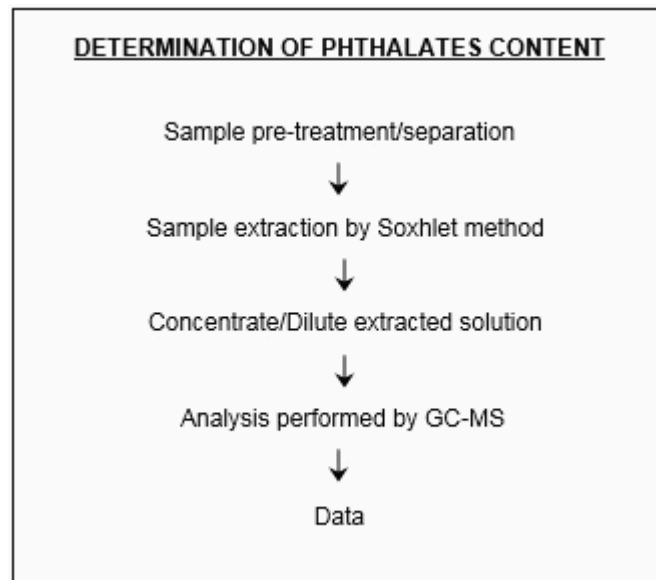 DETERMINATION OF PHTHALATES CONTENT
Sample pre-treatment/separation
Sample extraction by Soxhlet method
Concentrate/Dilute extracted solution
Analysis performed by GC-MS
Data